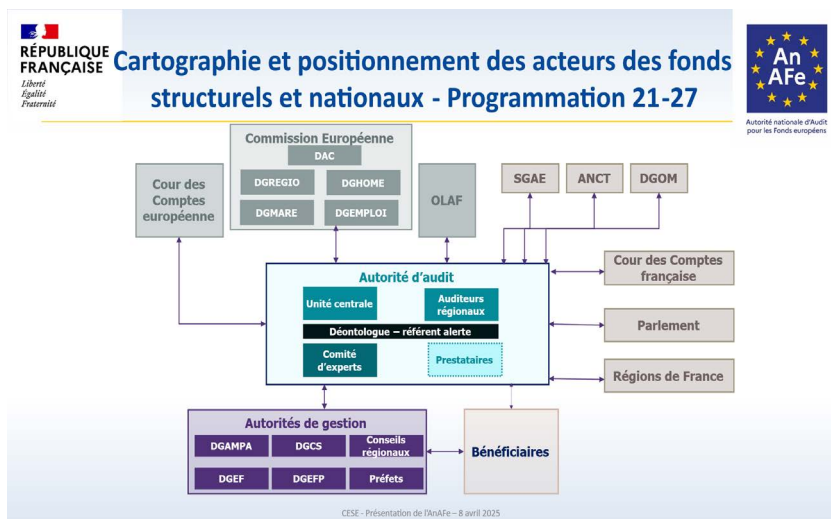 RÉPUBLIQUE
FRANÇAISE
Liberté
Égalité
Fraternité
Cartographie et positionnement des acteurs des fonds
structurels et nationaux - Programmation 21-27
An
AFe
Autorité nationale d'Audit
pour les Fonds européens
Commission Européenne
DAC
DGREGIO
DGHOME
DGMARE
DGEMPLOI
Cour des
Comptes
européenne
OLAF
SGAE
ANCT
DGOM
Autorité d'audit
Unité centrale
Auditeurs
régionaux
Déontologue – référent alerte
Comité
d'experts
Prestataires
Cour des Comptes
française
Parlement
Régions de France
Autorités de gestion
DGAMPA
DGCS
Conseils
régionaux
DGEF
DGEFP
Préfets
Bénéficiaires
CESE - Présentation de l'AnAFe – 8 avril 2025